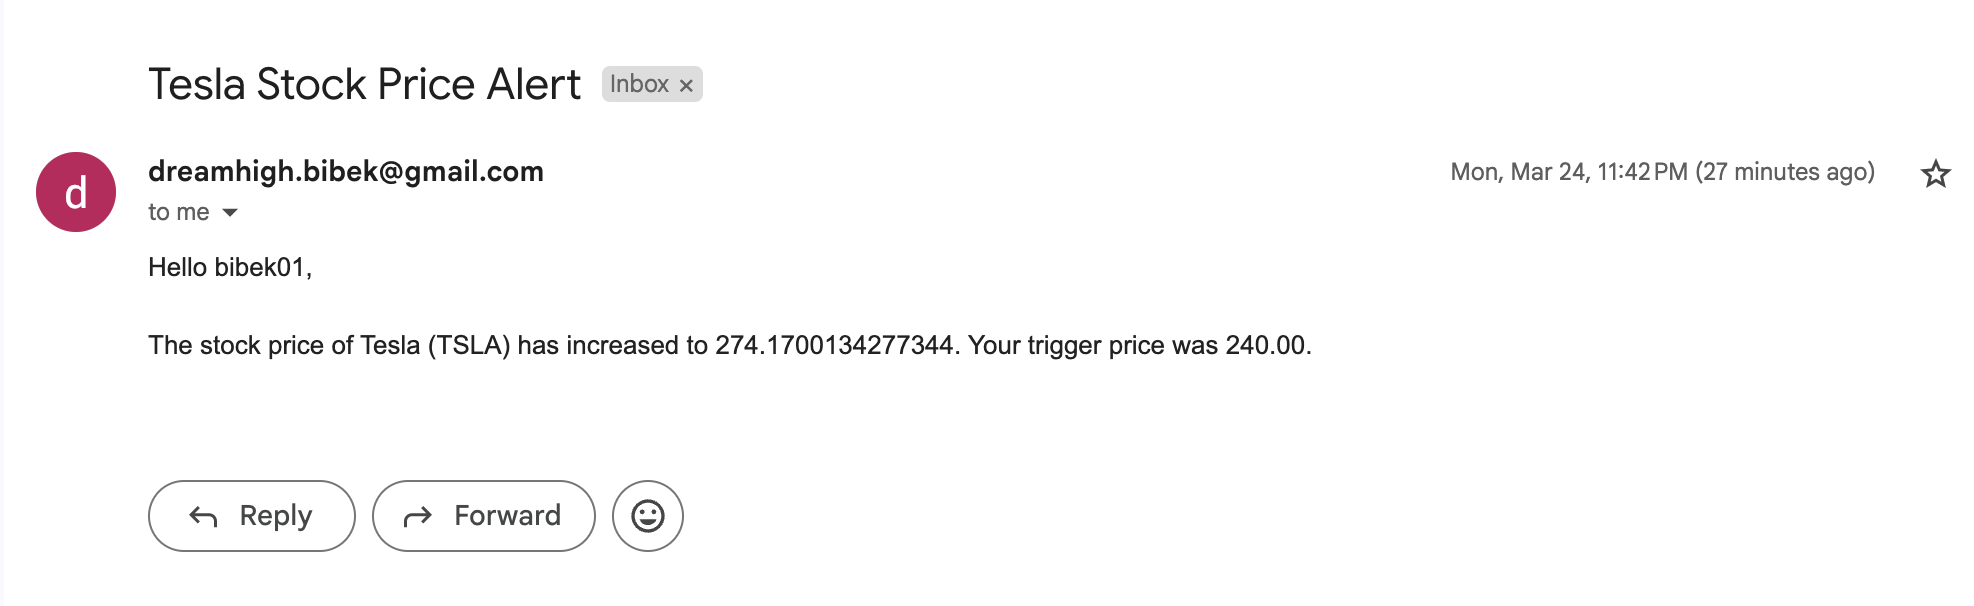 Tesla Stock Price Alert Inbox ×
d
dreamhigh.bibek@gmail.com Mon, Mar 24, 11:42 PM (27 minutes ago)
to me
Hello bibek01,
The stock price of Tesla (TSLA) has increased to 274.1700134277344. Your trigger price was 240.00.
Reply Forward